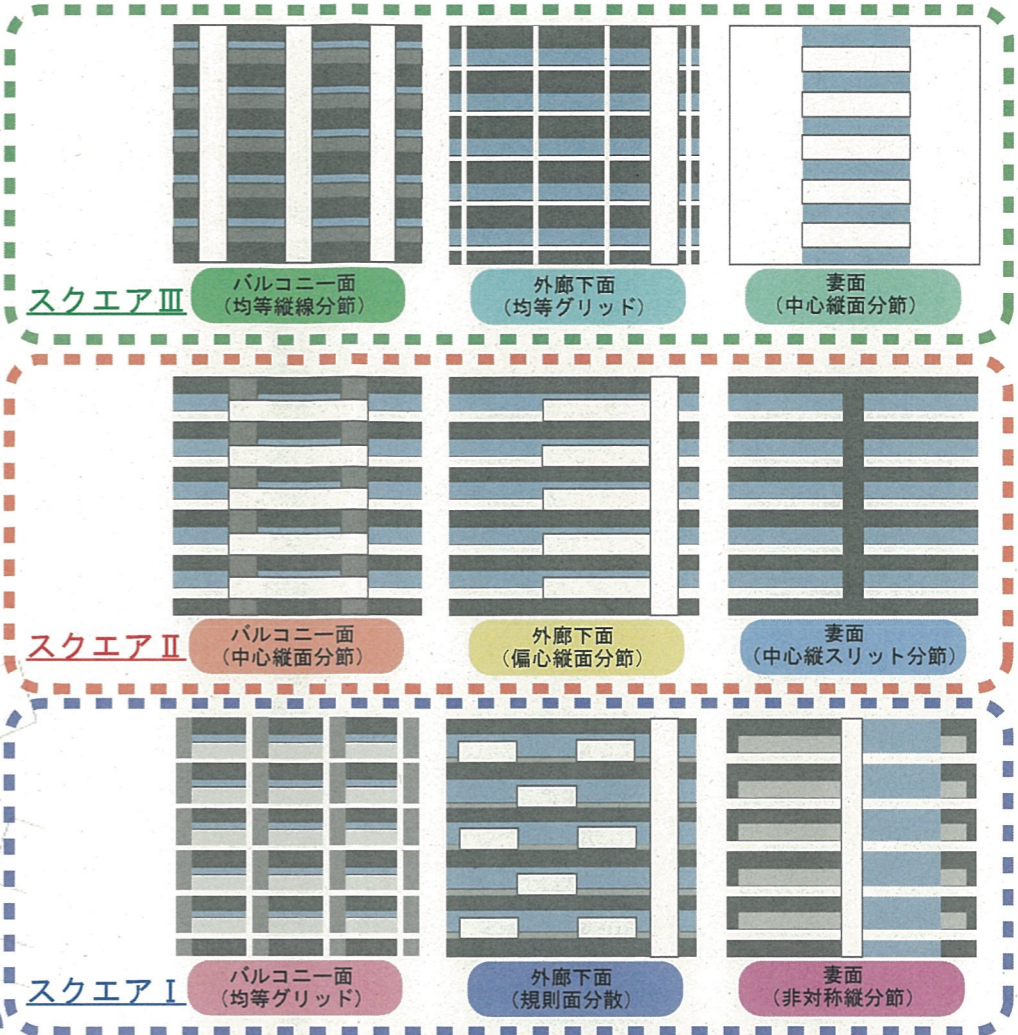 バルコニー面
(均等縦線分節)
外廊下面
(均等グリッド)
妻面
(中心縦面分節)
スクエアⅢ
バルコニー面
(中心縦面分節)
外廊下面
(偏心縦面分節)
妻面
(中心縦スリット分節)
スクエアⅡ
バルコニー面
(均等グリッド)
外廊下面
(規則面分散)
妻面
(非対称縦分節)
スクエアⅠ